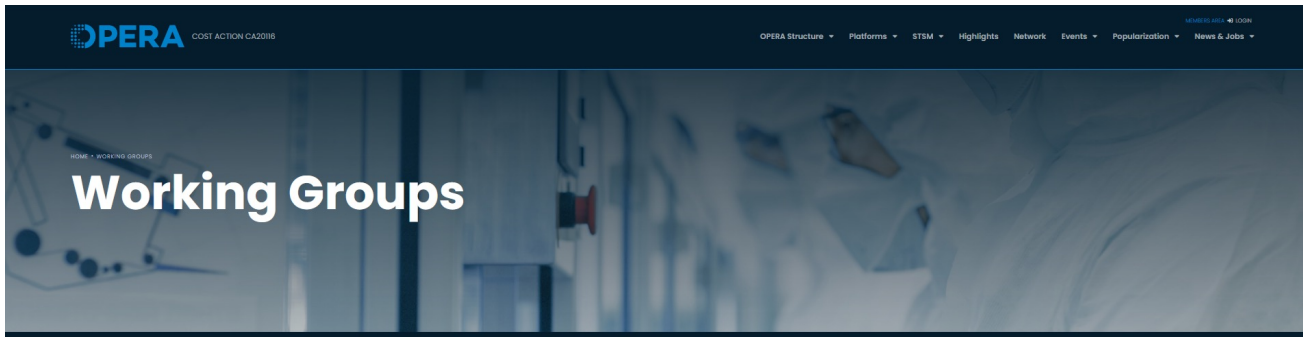 MEMBERS AREA LOGIN
OPERA COST ACTION CA20116
OPERA Structure Platforms STSM Highlights Network Events Popularization News & Jobs
HOME WORKING GROUPS
Working Groups